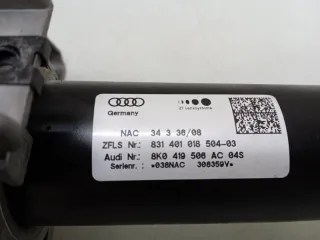 Germany
ZF Lenksysteme
NAC 34 3 36/08
ZFLS Nr: 831 401 018 504-03
Audi Nr: 8K0 419 506 AC 04S
Serienr.: *036NAC 308359V*